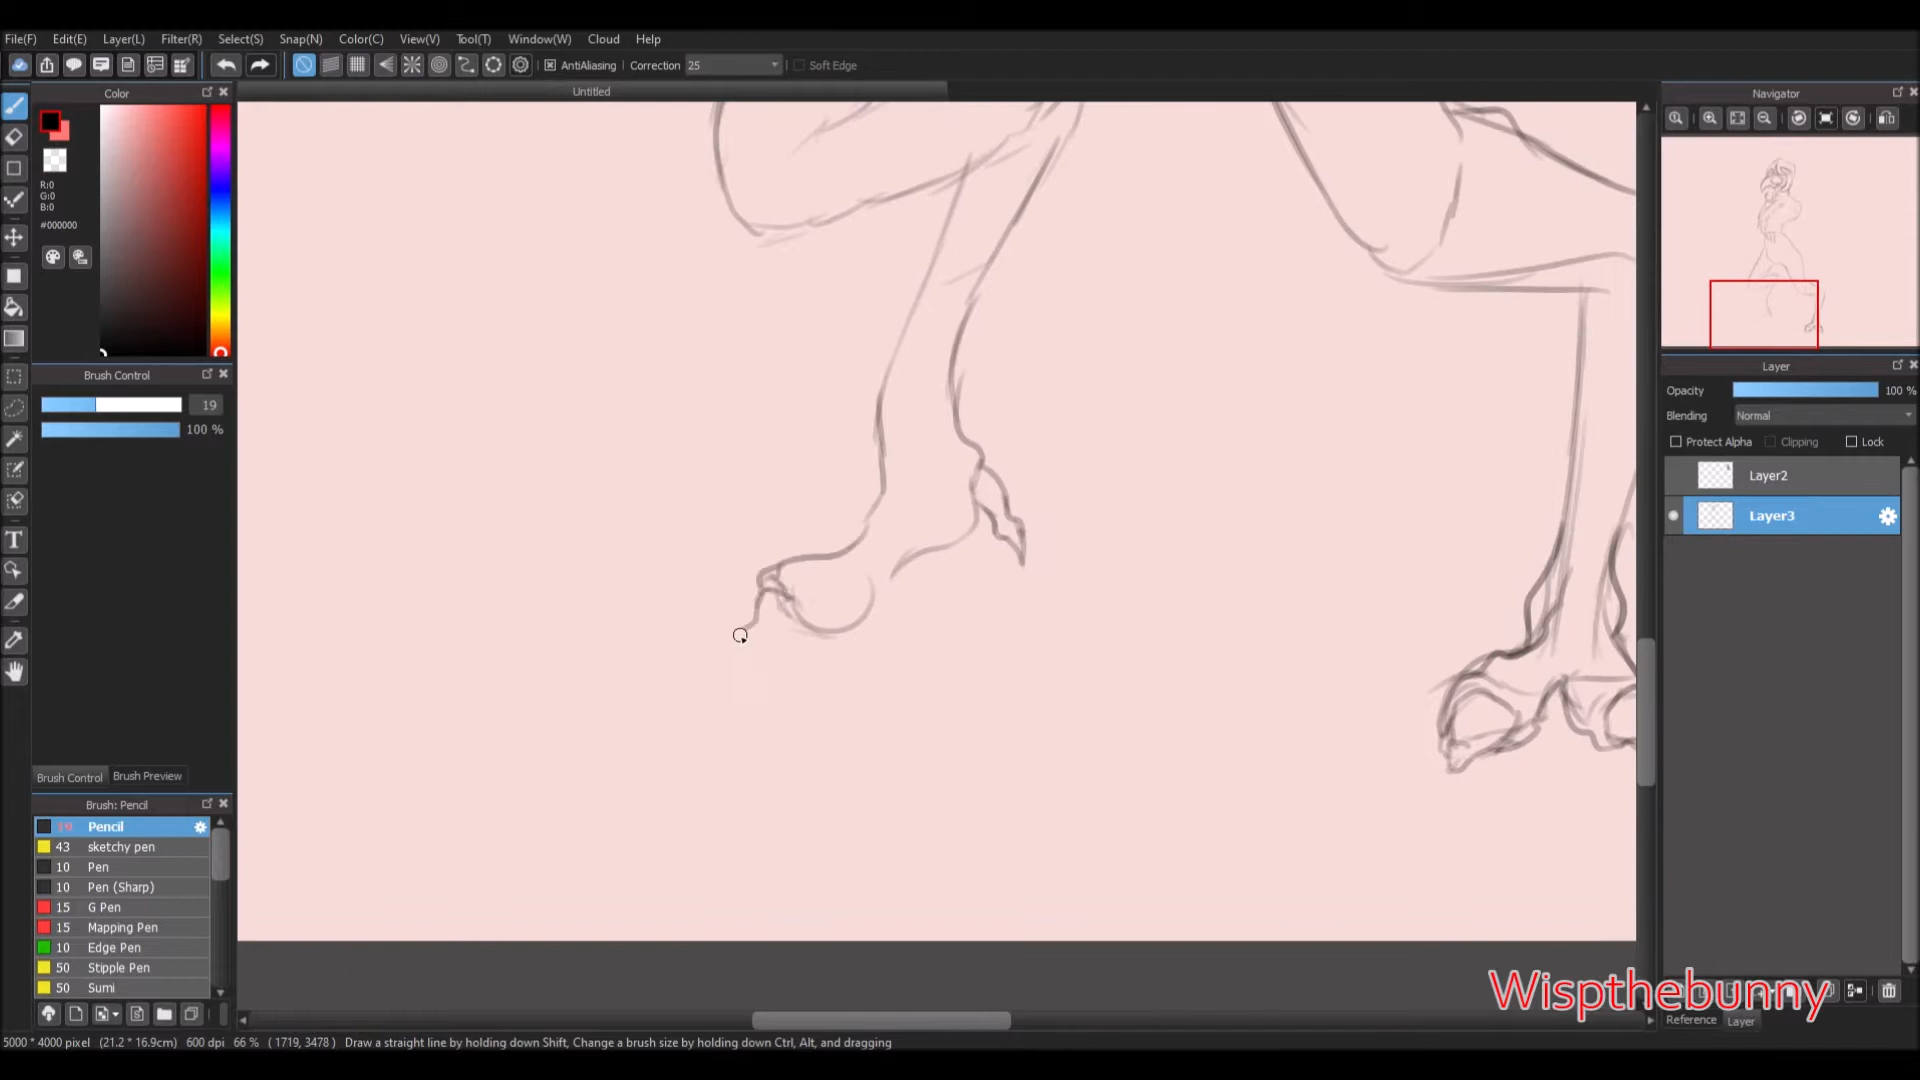 File(F) Edit(E) Layer(L) Filter(R) Select(S) Snap(N) Color(C) View(V) Tool(T) Window(W) Cloud Help
AntiAliasing Correction 25 Soft Edge
Color
Untitled
Navigator
R:0
G:0
B:0
#000000
Layer
Opacity 100 %
Blending Normal
Protect Alpha Clipping Lock
Layer2
Layer3
Brush Control
19
100 %
Brush Control Brush Preview
Brush: Pencil
19 Pencil
43 sketchy pen
10 Pen
10 Pen (Sharp)
15 G Pen
15 Mapping Pen
10 Edge Pen
50 Stipple Pen
50 Sumi
Wispthebunny
Reference Layer
5000 * 4000 pixel (21.2 * 16.9cm) 600 dpi 66 % ( 1719, 3478 ) Draw a straight line by holding down Shift, Change a brush size by holding down Ctrl, Alt, and dragging